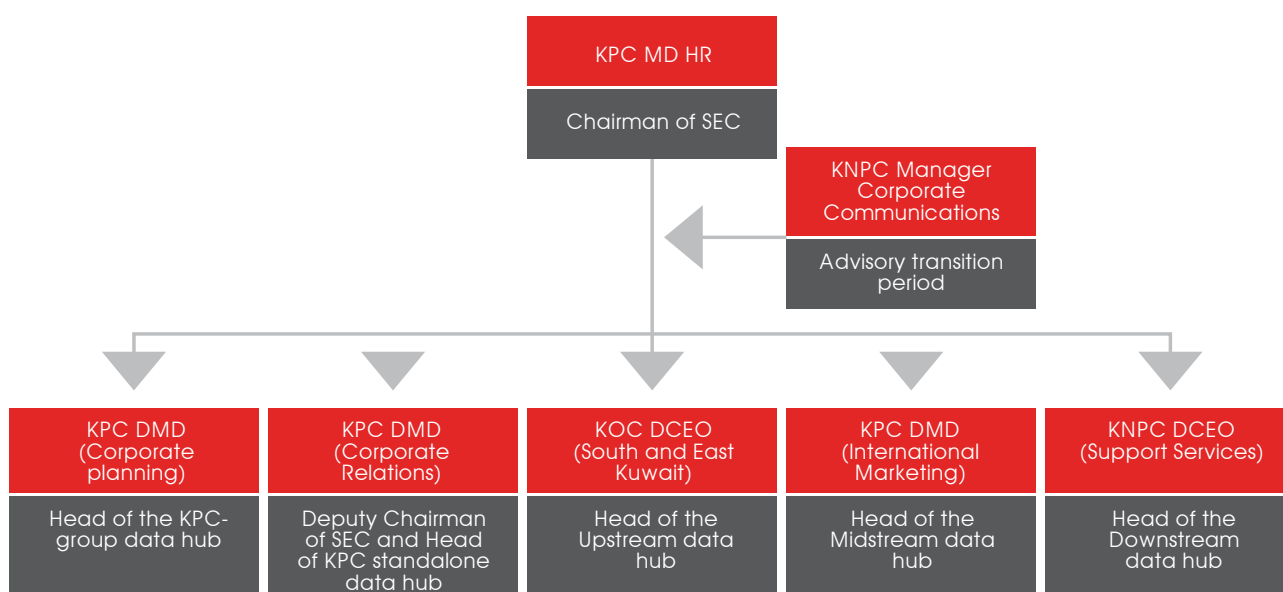 KPC MD HR
Chairman of SEC
KNPC Manager
Corporate
Communications
Advisory transition
period
KPC DMD
(Corporate
planning)
Head of the KPC-
group data hub
KPC DMD
(Corporate
Relations)
Deputy Chairman
of SEC and Head
of KPC standalone
data hub
KOC DCEO
(South and East
Kuwait)
Head of the
Upstream data
hub
KPC DMD
(International
Marketing)
Head of the
Midstream data
hub
KNPC DCEO
(Support Services)
Head of the
Downstream
data hub